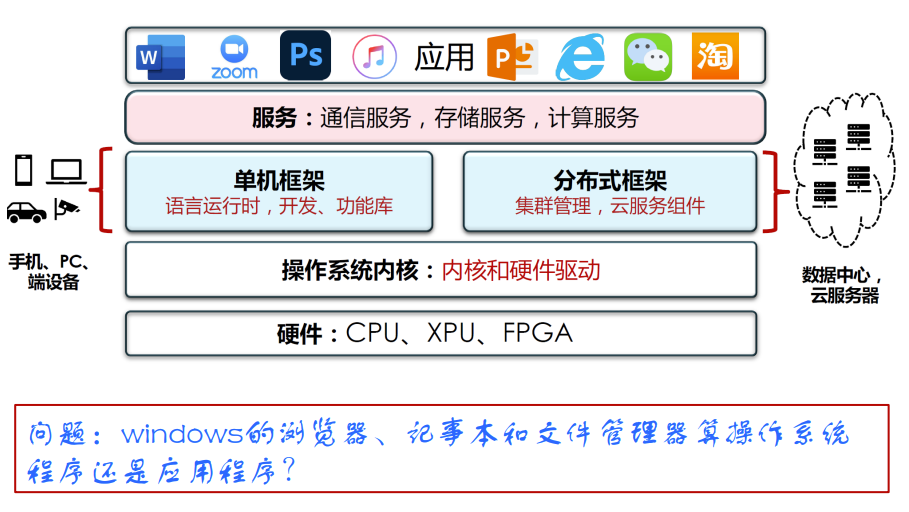 W
zoom
Ps
应用
P
淘
服务：通信服务，存储服务，计算服务
单机框架
语言运行时，开发、功能库
分布式框架
集群管理，云服务组件
手机、PC、
端设备
操作系统内核：内核和硬件驱动
数据中心，
云服务器
硬件：CPU、XPU、FPGA
问题：windows的浏览器、记事本和文件管理器算操作系统
程序还是应用程序？